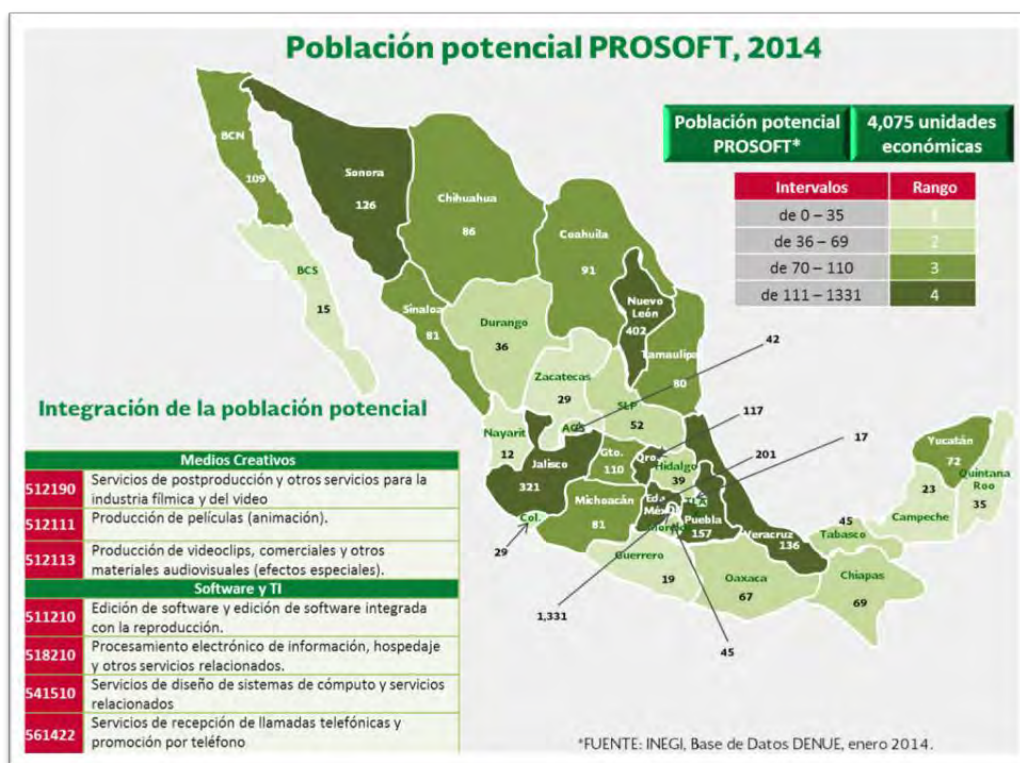 Población potencial PROSOFT, 2014
Población potencial
PROSOFT*
4,075 unidades
económicas
Intervalos Rango
de 0 – 35 1
de 36 – 69 2
de 70 – 110 3
de 111 – 1331 4
BCN
109
Sonora
126
Chihuahua
86
Coahuila
91
BCS
15
Sinaloa
81
Durango
36
Nuevo
León
402
Tamaulipa
80
42
Zacatecas
29
SLP
52
117
Nayarit
12
Jalisco
321
Gto.
110
Hidalgo
39
201
17
Yucatán
72
Quintana
Roo
35
23
Campeche
Col.
29
Michoacán
81
Puebla
157
Veracruz
136
45
Tabasco
Guerrero
19
Oaxaca
67
Chiapas
69
1,331
45
Integración de la población potencial
Medios Creativos
512190 Servicios de postproducción y otros servicios para la
industria fílmica y del video
512111 Producción de películas (animación).
512113 Producción de videoclips, comerciales y otros
materiales audiovisuales (efectos especiales).
Software y TI
511210 Edición de software y edición de software integrada
con la reproducción.
518210 Procesamiento electrónico de información, hospedaje
y otros servicios relacionados.
541510 Servicios de diseño de sistemas de cómputo y servicios
relacionados
561422 Servicios de recepción de llamadas telefónicas y
promoción por teléfono
*FUENTE: INEGI, Base de Datos DENUE, enero 2014.